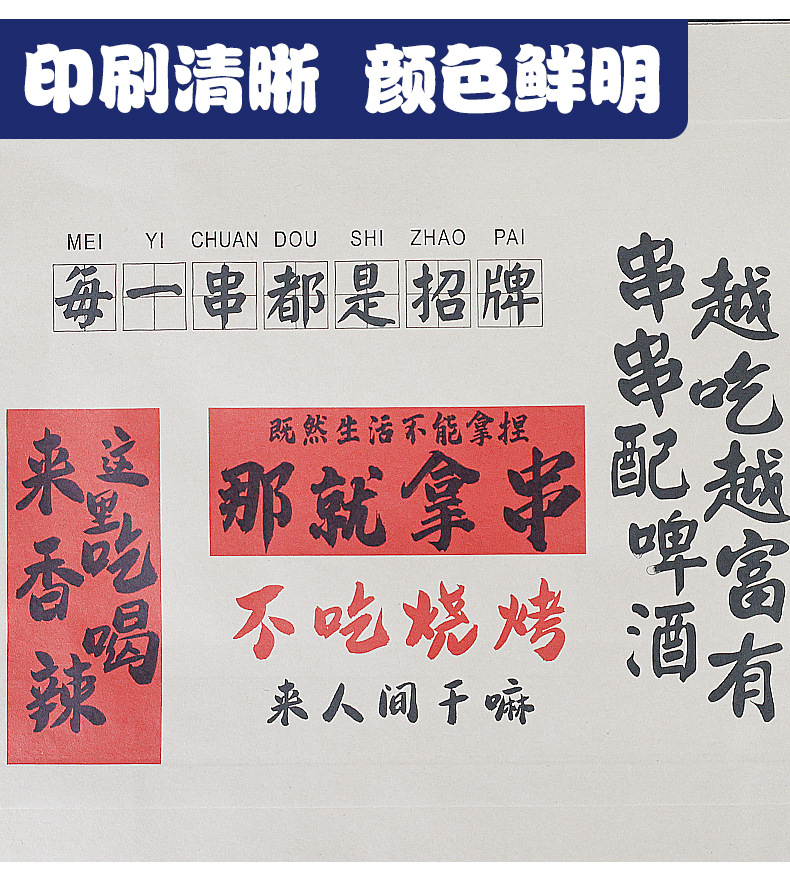 印刷清晰 颜色鲜明
MEI YI CHUAN DOU SHI ZHAO PAI
每一串都是招牌
串串配啤酒
越吃越富有
来这里
吃香
喝辣
既然生活不能拿捏
那就拿串
不吃烧烤
来人间干嘛